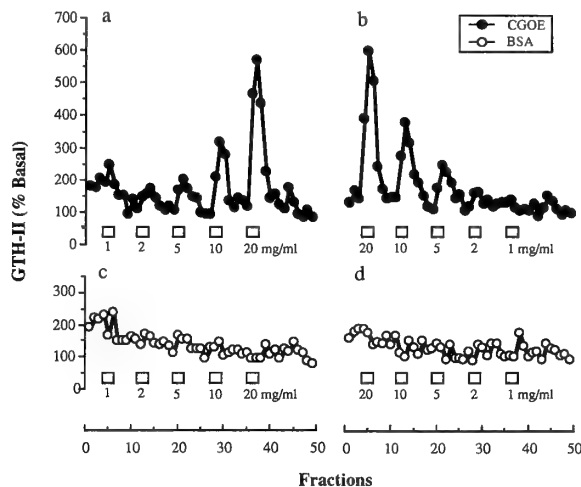 a
b
CGOE
BSA
GTH-II (% Basal)
700
600
500
400
300
200
100
0
1 2 5 10 20 mg/ml
20 10 5 2 1 mg/ml
c
d
300
200
100
0
1 2 5 10 20 mg/ml
20 10 5 2 1 mg/ml
0 10 20 30 40 50
0 10 20 30 40 50
Fractions